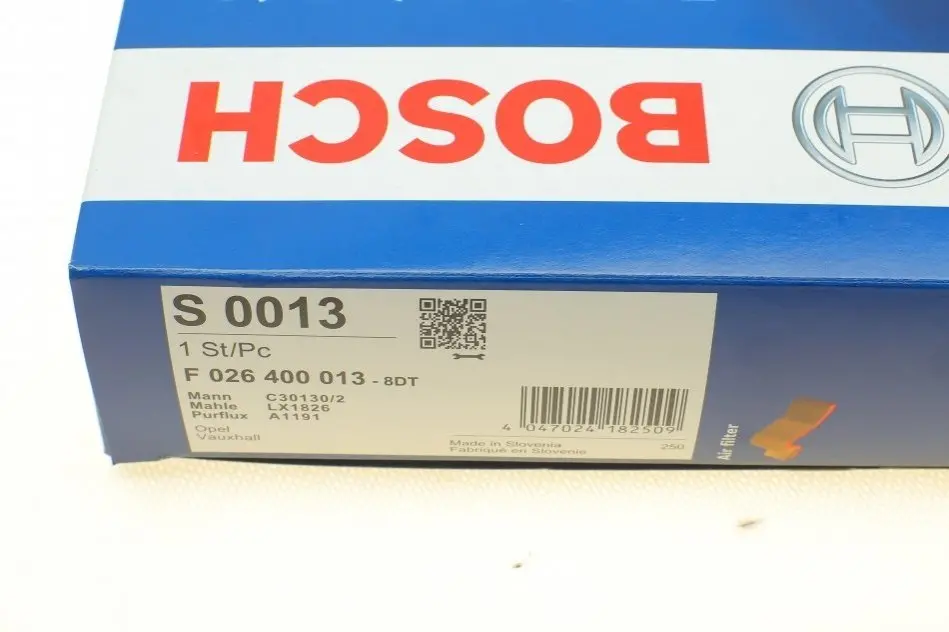 BOSCH
S 0013
1 St/Pc
F 026 400 013 - 8DT
Mann C30130/2
Mahle LX1826
Purflux A1191
Opel
Vauxhall
4 047024 182509
Made in Slovenia
Fabriqué en Slovenie
250
Air filter